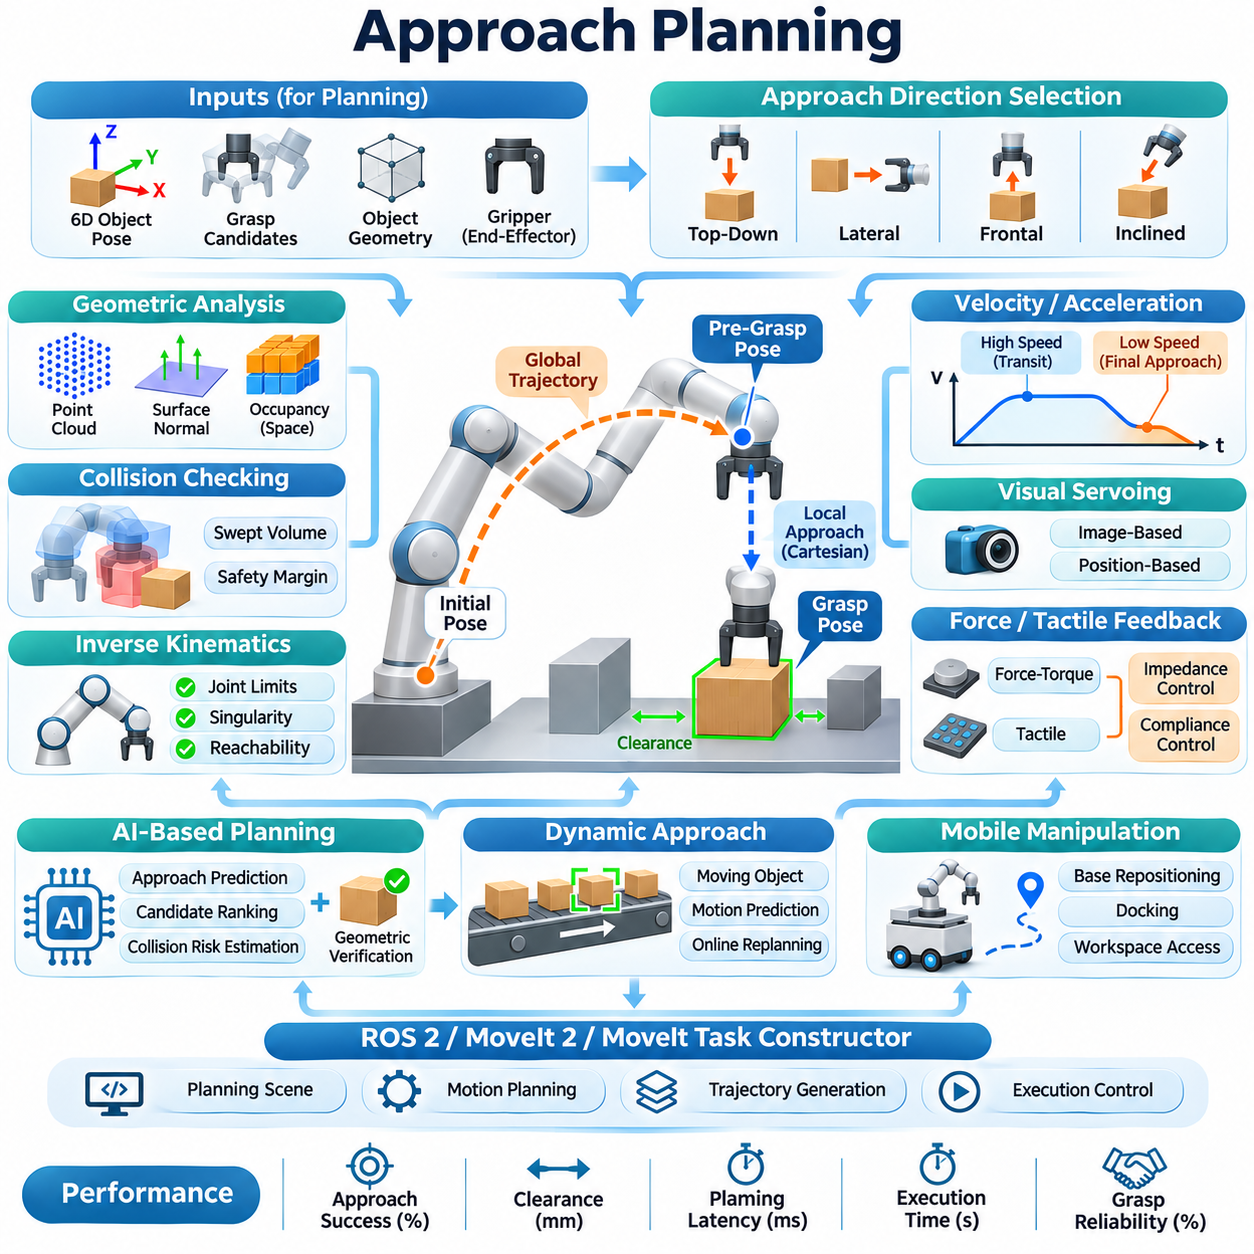 Approach Planning
Inputs (for Planning)
Z
Y
X
6D Object
Pose
Grasp
Candidates
Object
Geometry
Gripper
(End-Effector)
Approach Direction Selection
Top-Down
Lateral
Frontal
Inclined
Geometric Analysis
Point
Cloud
Surface
Normal
Occupancy
(Space)
Collision Checking
Swept Volume
Safety Margin
Inverse Kinematics
Joint Limits
Singularity
Reachability
Global
Trajectory
Pre-Grasp
Pose
Local
Approach
(Cartesian)
Initial
Pose
Grasp
Pose
Clearance
Velocity / Acceleration
High Speed
(Transit)
Low Speed
(Final Approach)
V
t
Visual Servoing
Image-Based
Position-Based
Force / Tactile Feedback
Force-Torque
Tactile
Impedance
Control
Compliance
Control
AI-Based Planning
AI
Approach Prediction
Candidate Ranking
Collision Risk Estimation
+
Geometric
Verification
Dynamic Approach
Moving Object
Motion Prediction
Online Replanning
Mobile Manipulation
Base Repositioning
Docking
Workspace Access
ROS 2 / MoveIt 2 / MoveIt Task Constructor
</>
Planning Scene
Motion Planning
Trajectory Generation
Execution Control
Performance
Approach
Success (%)
Clearance
(mm)
Plaming
Latency (ms)
Execution
Time (s)
Grasp
Reliability (%)